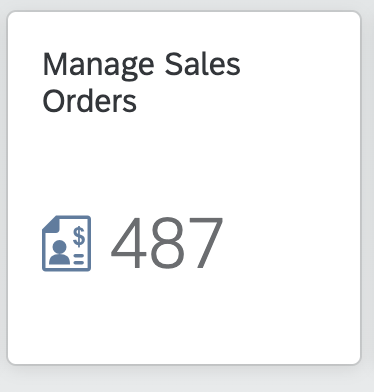 Manage Sales
Orders
$ 487